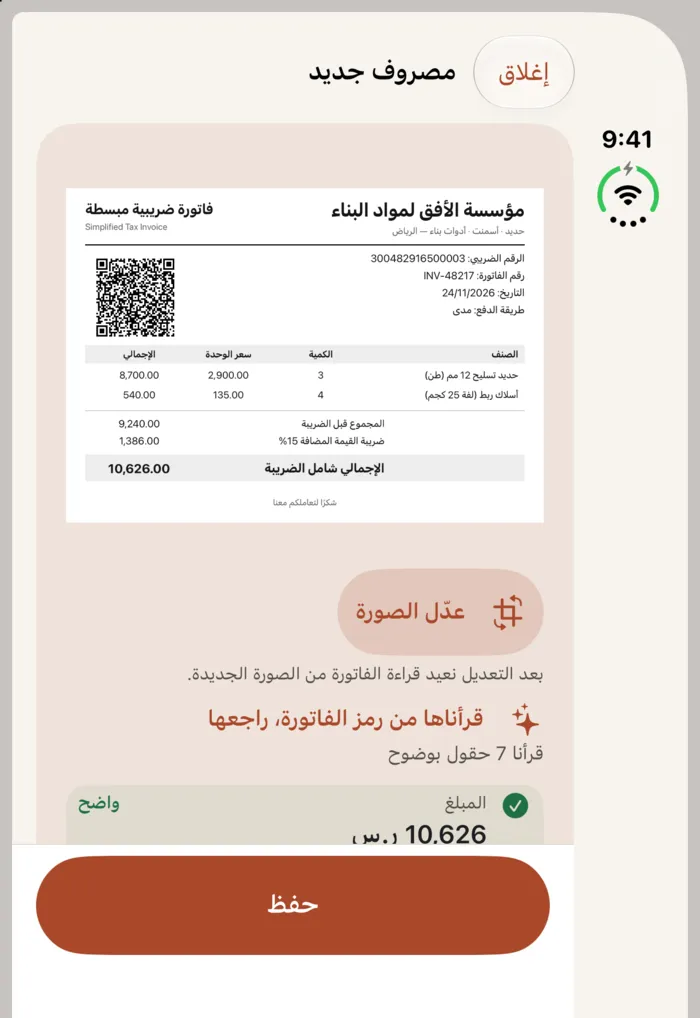 إغلاق
مصروف جديد
9:41
مؤسسة الأفق لمواد البناء
فاتورة ضريبية مبسطة
حديد · أسمنت · أدوات بناء — الرياض
Simplified Tax Invoice
الرقم الضريبي: 300482916500003
رقم الفاتورة: INV-48217
التاريخ: 24/11/2026
طريقة الدفع: مدى
الصنف الكمية سعر الوحدة الإجمالي
حديد تسليح 12 مم (طن) 3 2,900.00 8,700.00
أسلاك ربط (لفة 25 كجم) 4 135.00 540.00
المجموع قبل الضريبة 9,240.00
ضريبة القيمة المضافة 15% 1,386.00
الإجمالي شامل الضريبة 10,626.00
شكرًا لتعاملكم معنا
عدّل الصورة
بعد التعديل نعيد قراءة الفاتورة من الصورة الجديدة.
قرأناها من رمز الفاتورة، راجعها
قرأنا 7 حقول بوضوح
المبلغ واضح
10,626 ر.س
حفظ